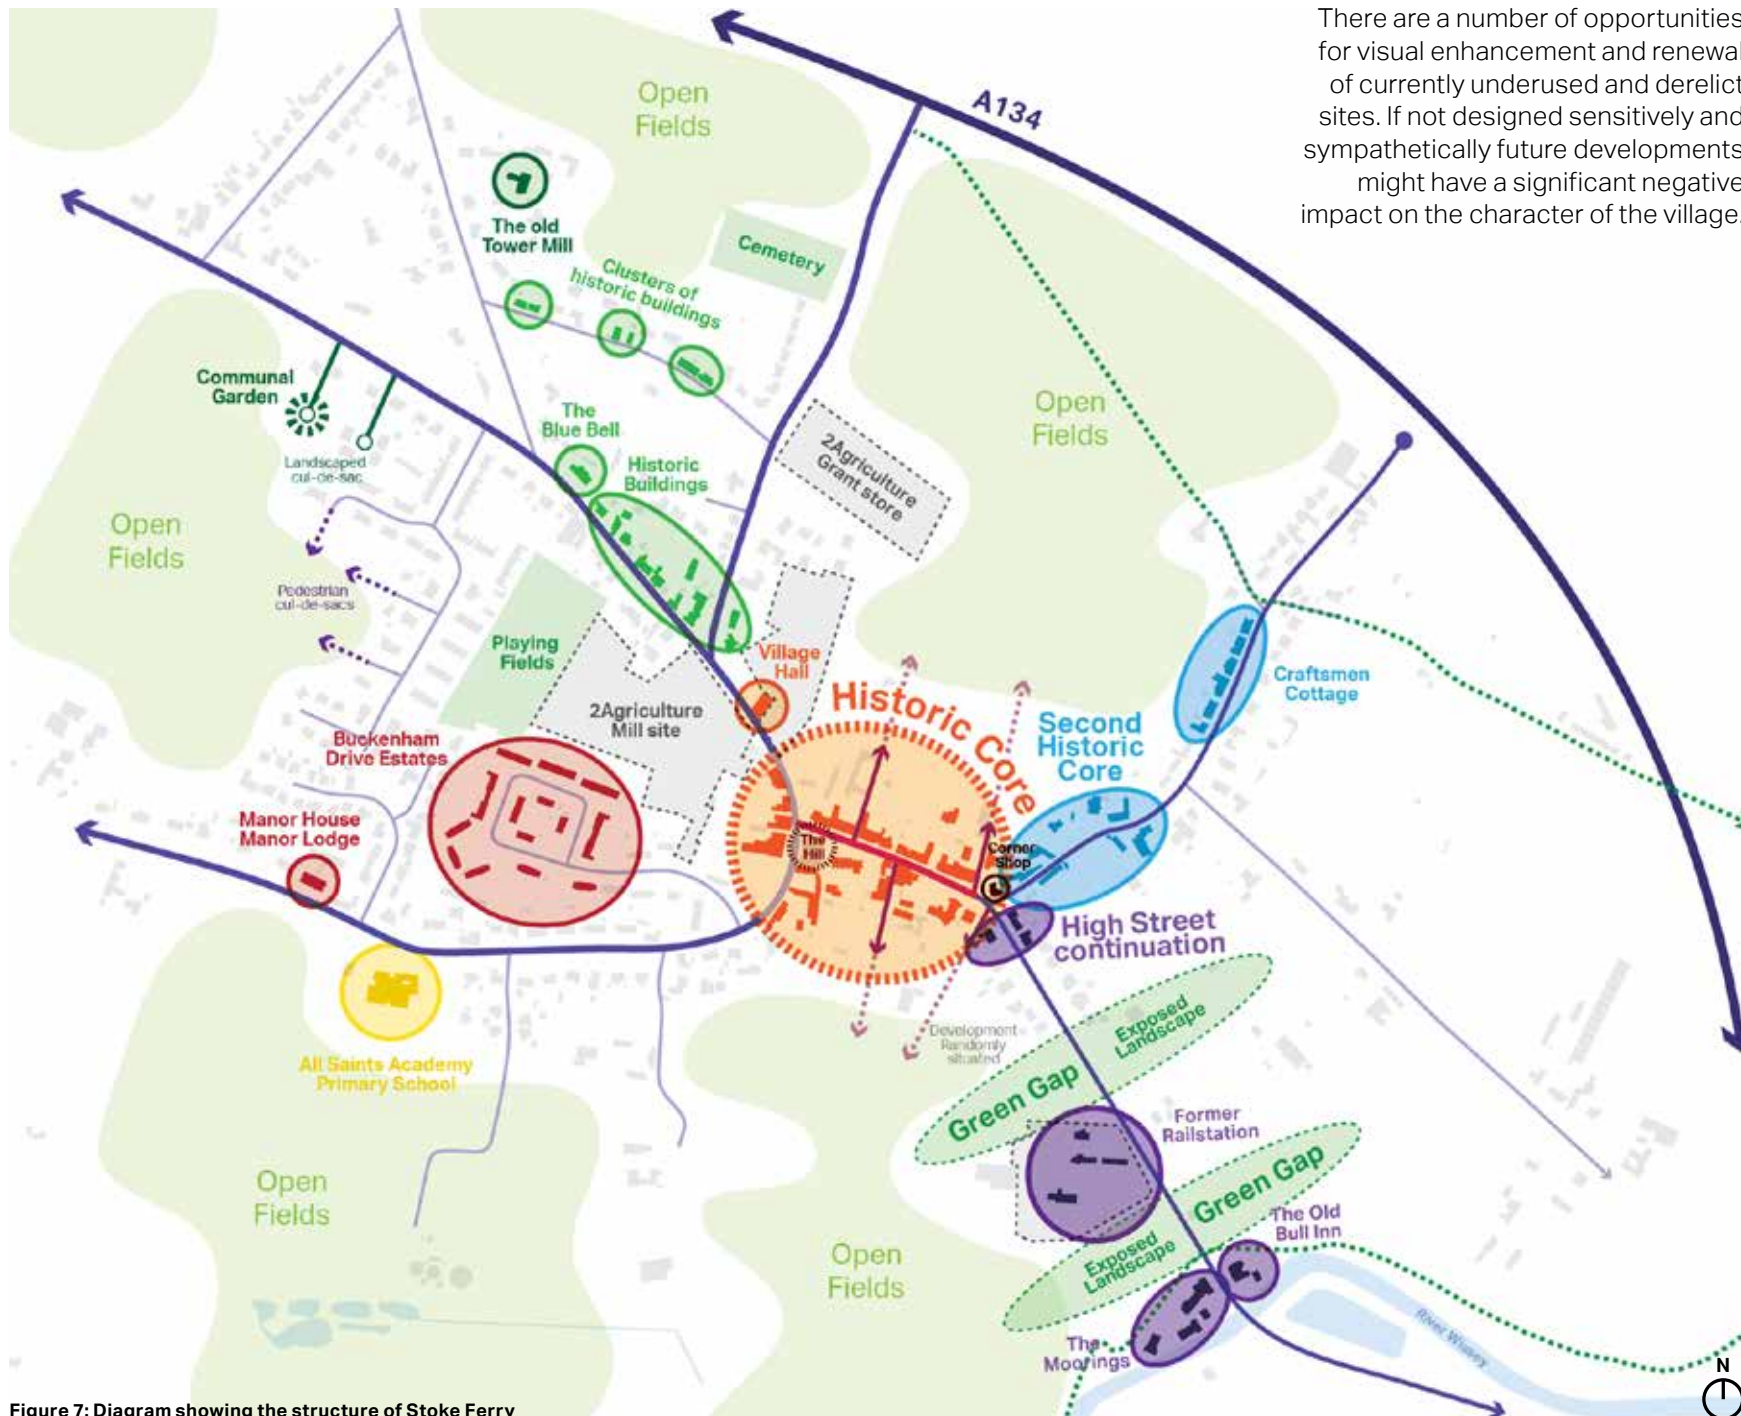 There are a number of opportunities
for visual enhancement and renewal
of currently underused and derelict
sites. If not designed sensitively and
sympathetically future developments
might have a significant negative
impact on the character of the village.
A134
Open
Fields
The old
Tower Mill
Cemetery
Clusters of
historic buildings
Communal
Garden
Landscaped
cul-de-sac
The
Blue Bell
Historic
Buildings
2Agriculture
Grant store
Open
Fields
Open
Fields
Pedestrian
cul-de-sacs
Playing
Fields
2Agriculture
Mill site
Village
Hall
Historic Core
Second
Historic
Core
Craftsmen
Cottage
Buckenham
Drive Estates
Manor House
Manor Lodge
The
Hill
Corner
Shop
High Street
continuation
All Saints Academy
Primary School
Development
Randomly
situated
Exposed
Landscape
Green Gap
Former
Railstation
Green Gap
Exposed
Landscape
The Old
Bull Inn
The
Moorings
River Wissey
Open
Fields
Open
Fields
N
Figure 7: Diagram showing the structure of Stoke Ferry